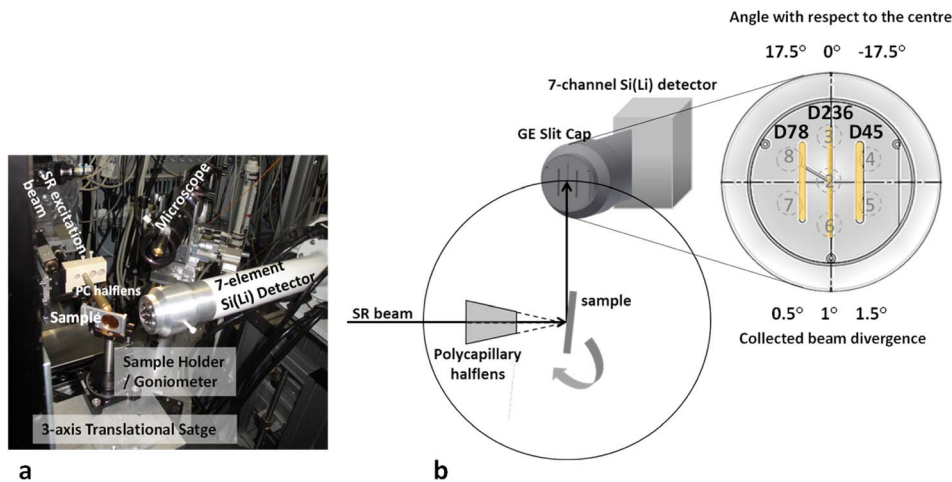 SR excitation
beam
Microscope
PC halflens
Sample
7-element
Si(Li) Detector
Sample Holder
/ Goniometer
3-axis Translational Satge
a
Angle with respect to the centre
17.5° 0° -17.5°
7-channel Si(Li) detector
GE Slit Cap
D236
D78 D45
3
8 4
2
7 5
6
0.5° 1° 1.5°
Collected beam divergence
SR beam
sample
Polycapillary
halflens
b